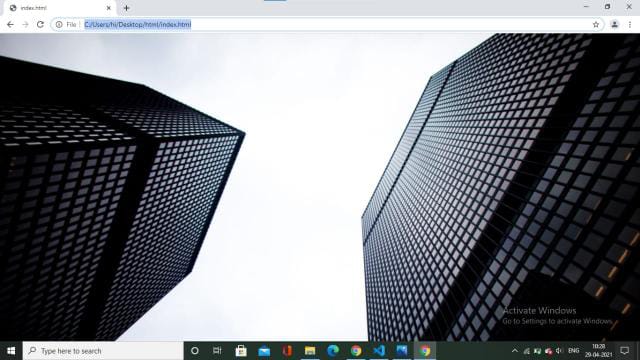 index.html
File
C:/Users/hi/Desktop/html/index.html
Activate Windows
Go to Settings to activate Windows.
Type here to search
ENG
10:28
29-04-2021